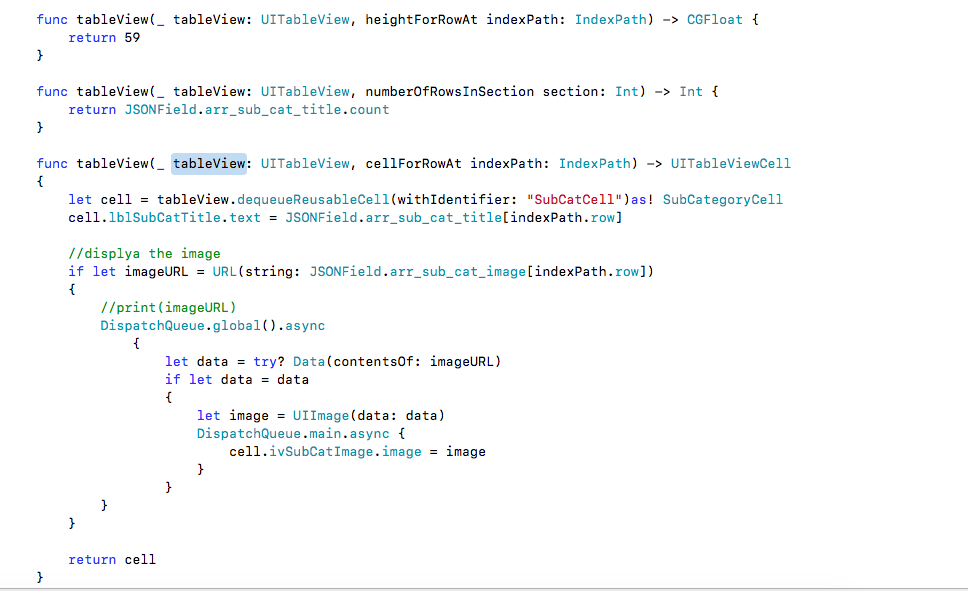 func tableView(_ tableView: UITableView, heightForRowAt indexPath: IndexPath) -> CGFloat {
return 59
}
func tableView(_ tableView: UITableView, numberOfRowsInSection section: Int) -> Int {
return JSONField.arr_sub_cat_title.count
}
func tableView(_ tableView: UITableView, cellForRowAt indexPath: IndexPath) -> UITableViewCell
{
let cell = tableView.dequeueReusableCell(withIdentifier: "SubCatCell")as! SubCategoryCell
cell.lblSubCatTitle.text = JSONField.arr_sub_cat_title[indexPath.row]
//displya the image
if let imageURL = URL(string: JSONField.arr_sub_cat_image[indexPath.row])
{
//print(imageURL)
DispatchQueue.global().async
{
let data = try? Data(contentsOf: imageURL)
if let data = data
{
let image = UIImage(data: data)
DispatchQueue.main.async {
cell.ivSubCatImage.image = image
}
}
}
}
return cell
}